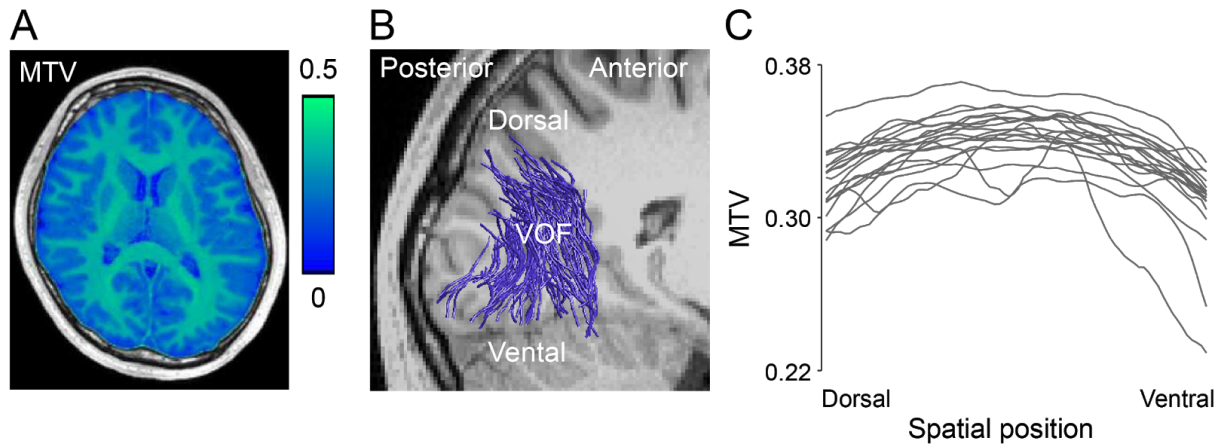 A
MTV
0.5
0
B
Posterior
Anterior
Dorsal
VOF
Vental
C
0.38
0.30
0.22
MTV
Dorsal
Ventral
Spatial position